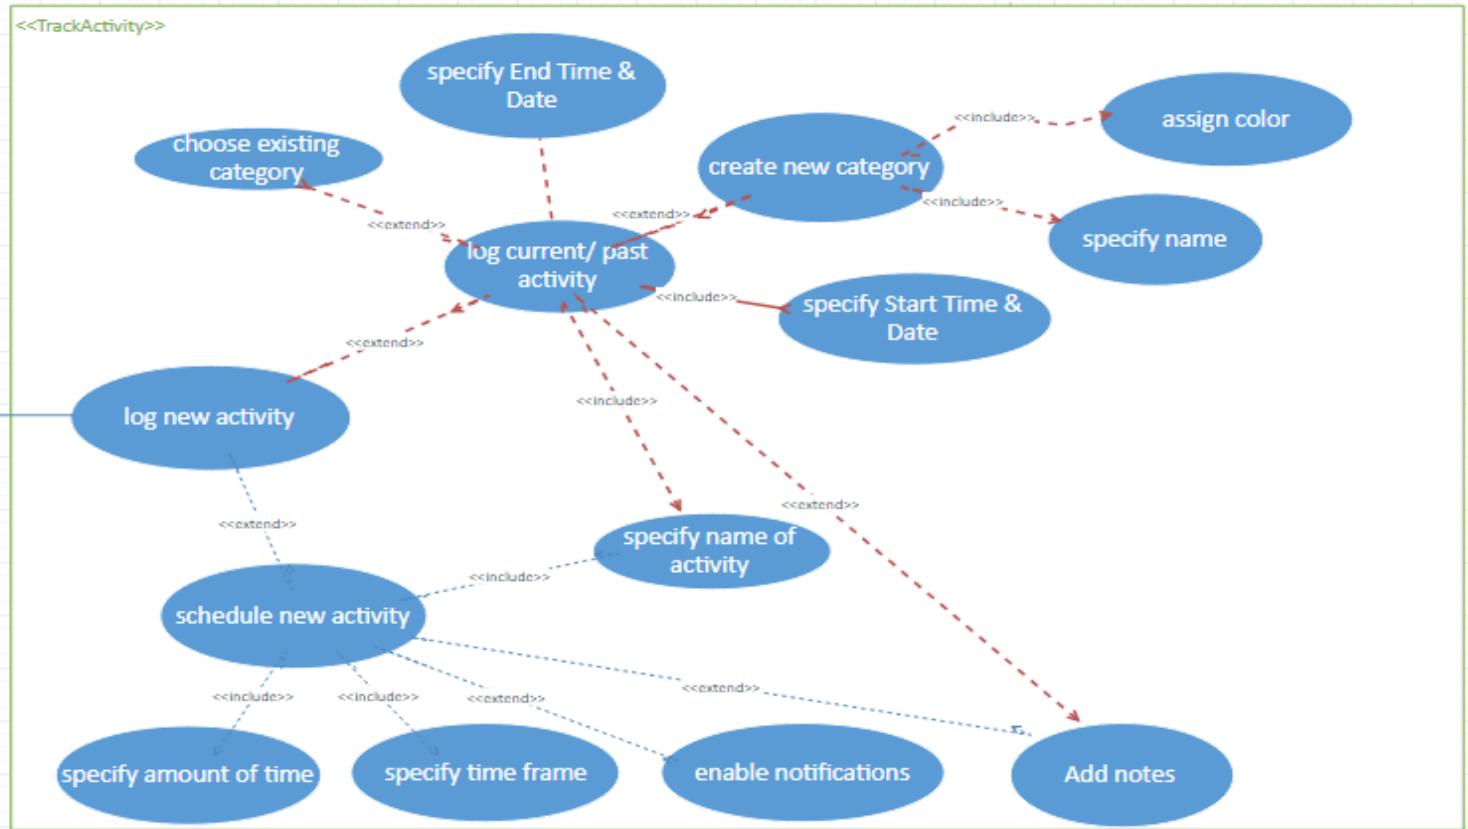 <<TrackActivity>>
specify End Time &
Date
choose existing
category
<<include>>
assign color
create new category
<<include>>
<<extend>>
<<extend>>
specify name
log current/ past
activity
<<include>>
specify Start Time &
Date
<<extend>>
<<include>>
log new activity
<<extend>>
<<extend>>
specify name of
activity
<<include>>
schedule new activity
<<include>>
<<include>>
<<extend>>
<<extend>>
specify amount of time
specify time frame
enable notifications
Add notes